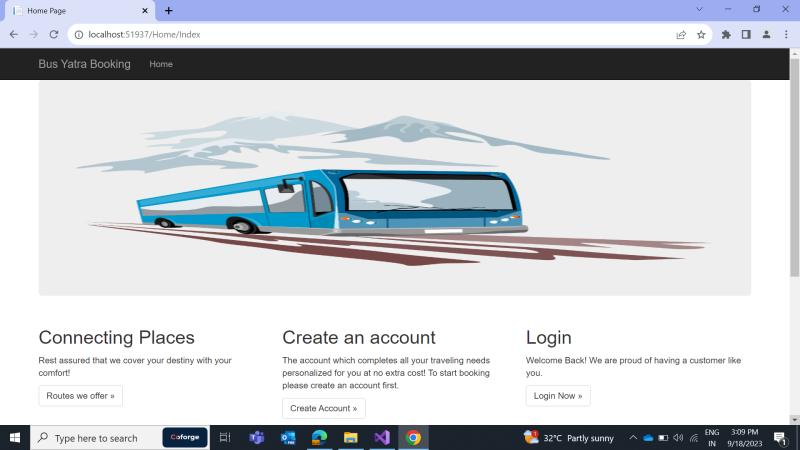 Home Page
localhost:51937/Home/Index
Bus Yatra Booking
Home
Connecting Places
Rest assured that we cover your destiny with your
comfort!
Routes we offer »
Create an account
The account which completes all your traveling needs
personalized for you at no extra cost! To start booking
please create an account first.
Create Account »
Login
Welcome Back! We are proud of having a customer like
you.
Login Now »
Type here to search
Coforge
32°C Partly sunny
ENG
IN
3:09 PM
9/18/2023
1